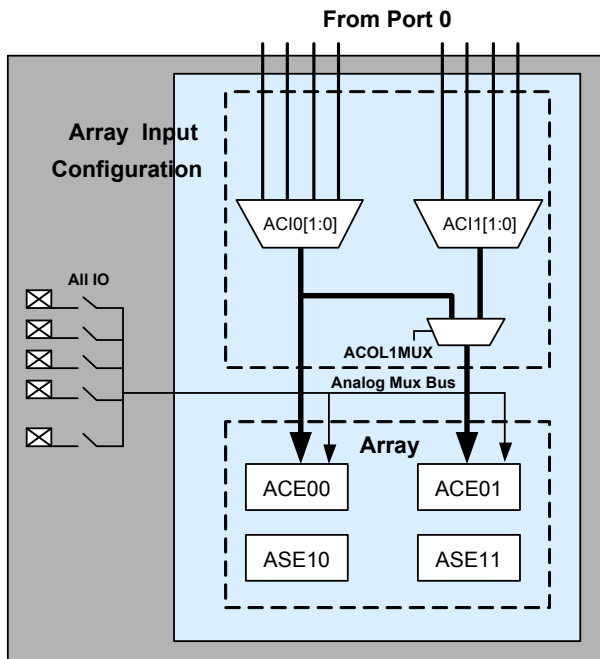 From Port 0
Array Input
Configuration
ACI0[1:0]
ACI1[1:0]
All IO
ACOL1MUX
Analog Mux Bus
Array
ACE00
ACE01
ASE10
ASE11